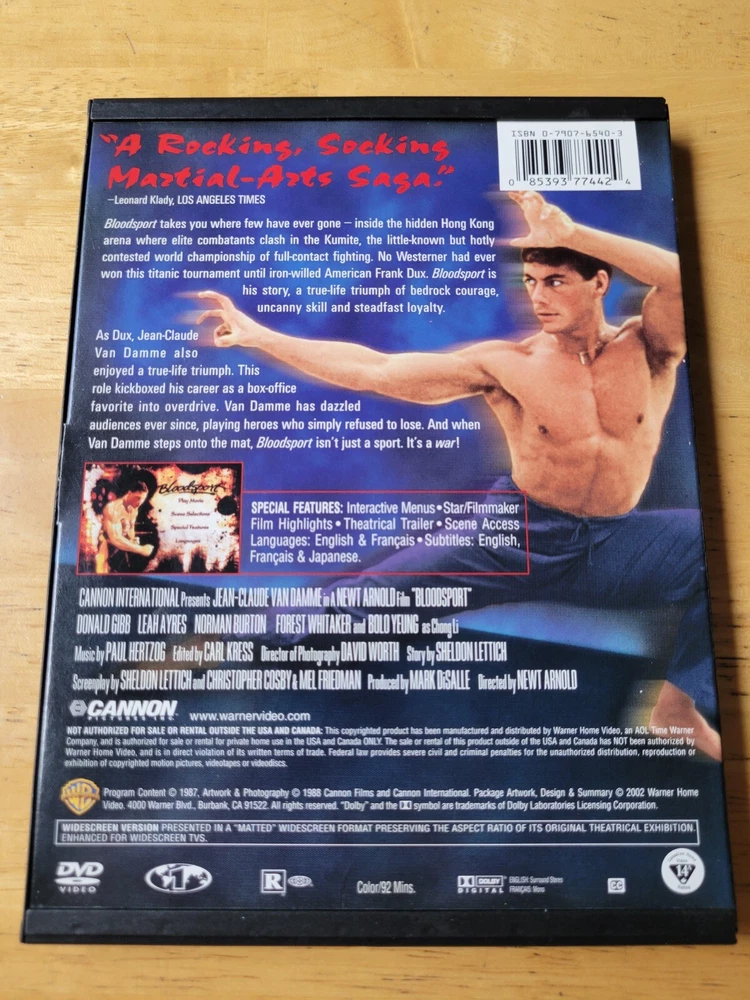 "A Rocking, Socking
Martial-Arts Saga."
—Leonard Klady, LOS ANGELES TIMES
ISBN 0-7907-6540-3
0 85393 77442 4
Bloodsport takes you where few have ever gone – inside the hidden Hong Kong
arena where elite combatants clash in the Kumite, the little-known but hotly
contested world championship of full-contact fighting. No Westerner had ever
won this titanic tournament until iron-willed American Frank Dux. Bloodsport is
his story, a true-life triumph of bedrock courage,
uncanny skill and steadfast loyalty.
As Dux, Jean-Claude
Van Damme also
enjoyed a true-life triumph. This
role kickboxed his career as a box-office
favorite into overdrive. Van Damme has dazzled
audiences ever since, playing heroes who simply refused to lose. And when
Van Damme steps onto the mat, Bloodsport isn't just a sport. It's a war!
Bloodsport
Play Movie
Scene Selections
Special Features
Languages
SPECIAL FEATURES: Interactive Menus • Star/Filmmaker
Film Highlights • Theatrical Trailer • Scene Access
Languages: English & Français • Subtitles: English,
Français & Japanese.
CANNON INTERNATIONAL Presents JEAN-CLAUDE VAN DAMME in A NEWT ARNOLD film "BLOODSPORT"
DONALD GIBB LEAH AYRES NORMAN BURTON FOREST WHITAKER and BOLO YEUNG as Chong Li
Music by PAUL HERTZOG Edited by CARL KRESS Director of Photography DAVID WORTH Story by SHELDON LETTICH
Screenplay by SHELDON LETTICH and CHRISTOPHER COSBY & MEL FRIEDMAN Produced by MARK DiSALLE Directed by NEWT ARNOLD
CANNON
www.warnervideo.com
NOT AUTHORIZED FOR SALE OR RENTAL OUTSIDE THE USA AND CANADA: This copyrighted product has been manufactured and distributed by Warner Home Video, an AOL Time Warner
Company, and is authorized for sale or rental for private home use in the USA and Canada ONLY. The sale or rental of this product outside of the USA and Canada has NOT been authorized by
Warner Home Video, and is in direct violation of its written terms of trade. Federal law provides severe civil and criminal penalties for the unauthorized distribution, reproduction or
exhibition of copyrighted motion pictures, videotapes or videodiscs.
Program Content © 1987, Artwork & Photography © 1988 Cannon Films and Cannon International. Package Artwork, Design & Summary © 2002 Warner Home
Video. 4000 Warner Blvd., Burbank, CA 91522. All rights reserved. "Dolby" and the symbol are trademarks of Dolby Laboratories Licensing Corporation.
WIDESCREEN VERSION PRESENTED IN A "MATTED" WIDESCREEN FORMAT PRESERVING THE ASPECT RATIO OF ITS ORIGINAL THEATRICAL EXHIBITION.
ENHANCED FOR WIDESCREEN TVS.
DVD
VIDEO
1
R
Color/92 Mins.
DOLBY
DIGITAL
ENGLISH: Surround Stereo
FRANÇAIS: Mono
CC
14A